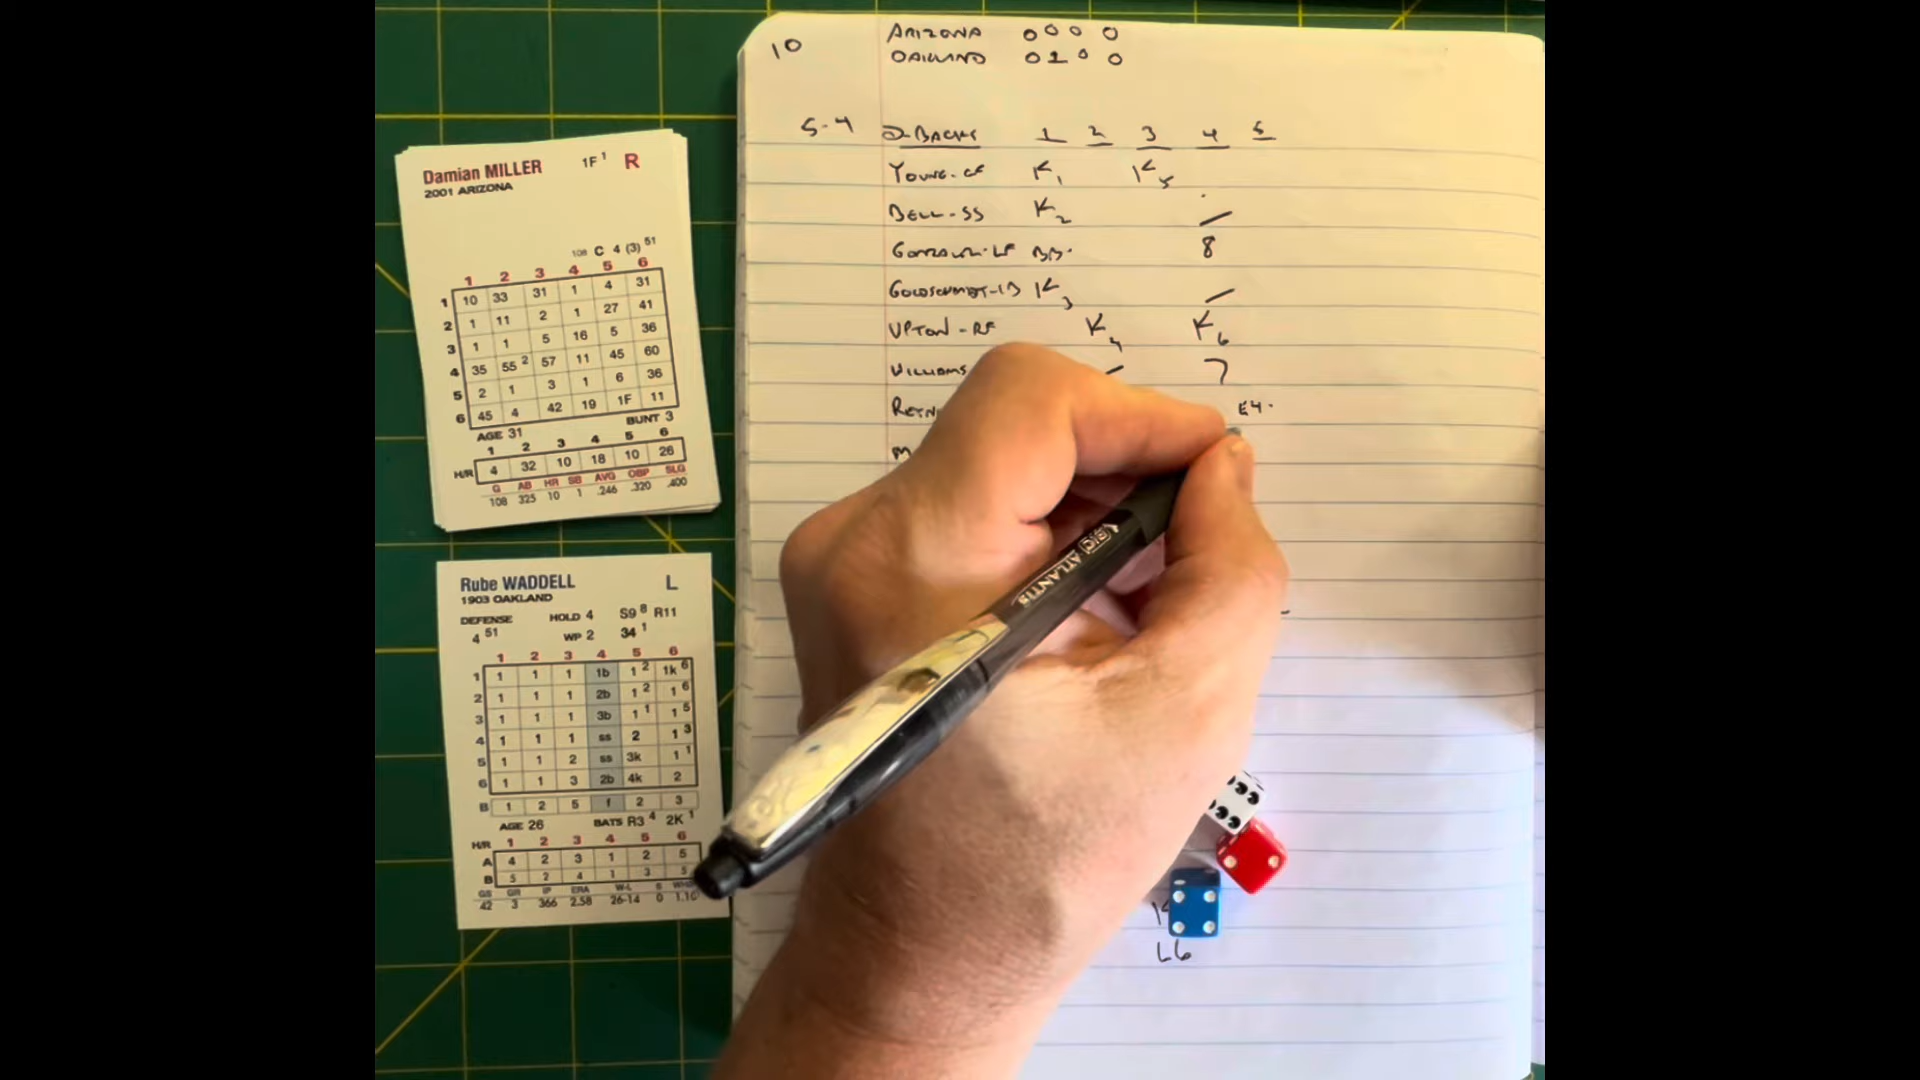 10
ARIZONA 0 0 0 0
OAKLAND 0 1 0 0
5-4 D-BACKS 1 2 3 4 5
YOUNG-CF K1 K5
BELL-SS K2
GONZALEZ-LF BB 8
GOLDSCHMIDT-1B K3
UPTON-RF K4 K6
WILLIAMS 7
REYN E4
M
L6
Damian MILLER 1F 1 R
2001 ARIZONA
108 C 4 (3) 51
1 2 3 4 5 6
1 10 33 31 1 4 31
2 1 11 2 1 27 41
3 1 1 5 16 5 36
4 35 55 2 57 11 45 60
5 2 1 3 1 6 36
6 45 4 42 19 1F 11
AGE 31 BUNT 3
1 2 3 4 5 6
H/R 4 32 10 18 10 26
G AB HR SB AVG OBP SLG
108 325 10 1 .246 .320 .400
Rube WADDELL L
1903 OAKLAND
DEFENSE HOLD 4 S9 8 R11
4 51 WP 2 34 1
1 2 3 4 5 6
1 1 1 1 1b 1 2 1k 6
2 1 1 1 2b 1 2 1 6
3 1 1 1 3b 1 1 1 5
4 1 1 1 ss 2 1 3
5 1 1 2 ss 3k 1 1
6 1 1 3 2b 4k 2
B 1 2 5 f 2 3
AGE 26 BATS R3 4 2K 1
H/R 1 2 3 4 5 6
A 4 2 3 1 2 5
B 5 2 4 1 3 5
GS GR IP ERA W-L S
42 3 366 2.58 26-14 0 1.10
BIC ATLANTIS